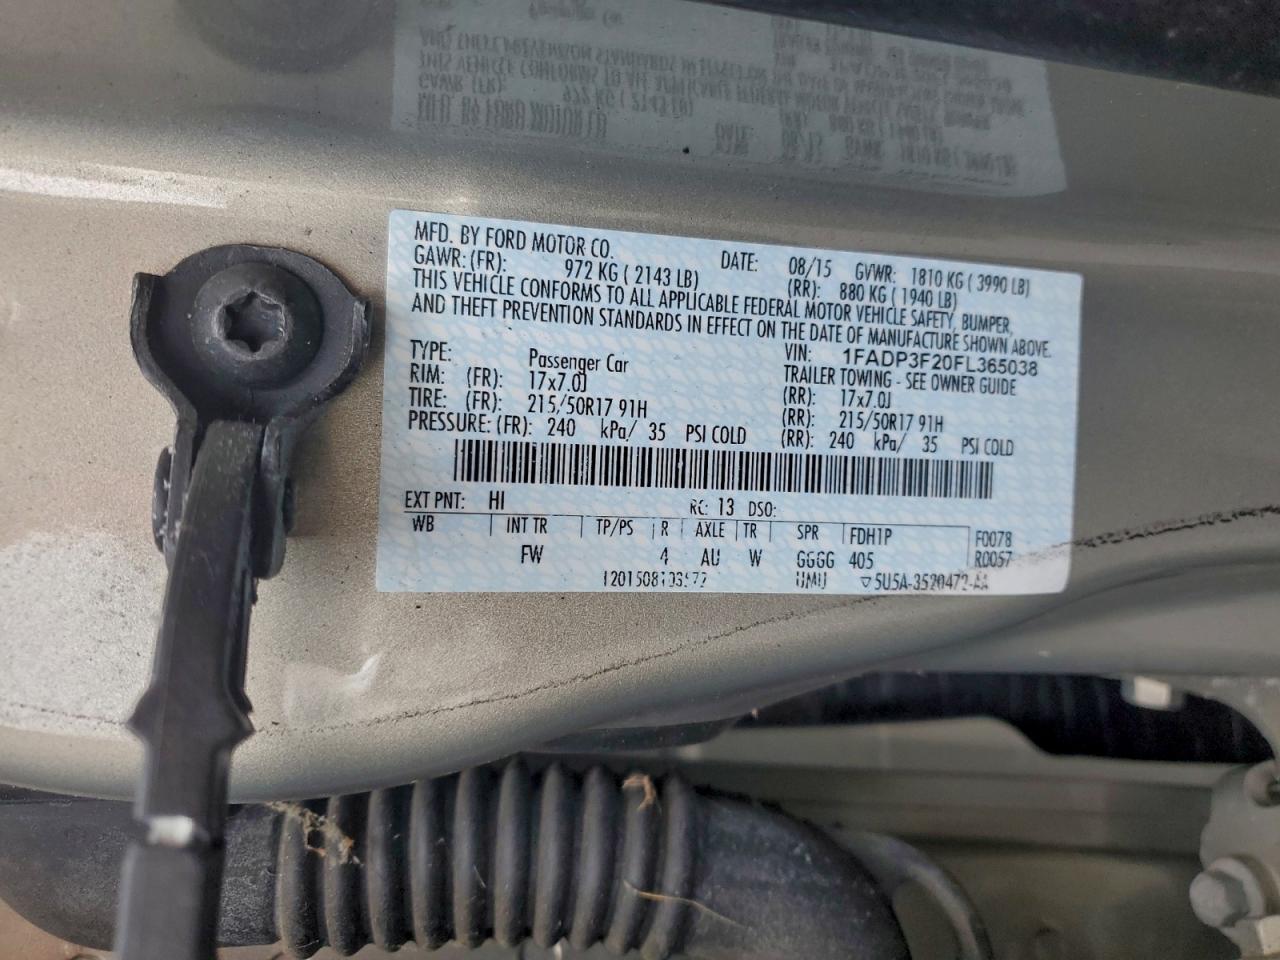 MFD. BY FORD MOTOR CO. DATE: 08/15 GVWR: 1810 KG ( 3990 LB)
GAWR: (FR): 972 KG ( 2143 LB) (RR): 880 KG ( 1940 LB)
THIS VEHICLE CONFORMS TO ALL APPLICABLE FEDERAL MOTOR VEHICLE SAFETY, BUMPER,
AND THEFT PREVENTION STANDARDS IN EFFECT ON THE DATE OF MANUFACTURE SHOWN ABOVE.
VIN: 1FADP3F20FL365038
TYPE: Passenger Car TRAILER TOWING - SEE OWNER GUIDE
RIM: (FR): 17x7.0J (RR): 17x7.0J
TIRE: (FR): 215/50R17 91H (RR): 215/50R17 91H
PRESSURE: (FR): 240 kPa/ 35 PSI COLD (RR): 240 kPa/ 35 PSI COLD
EXT PNT: HI RC: 13 DSO:
WB INT TR TP/PS R AXLE TR SPR FDH1P F0078
FW 4 AU W GGGG 405 R0057
UMU ▽5U5A-3520472-AA